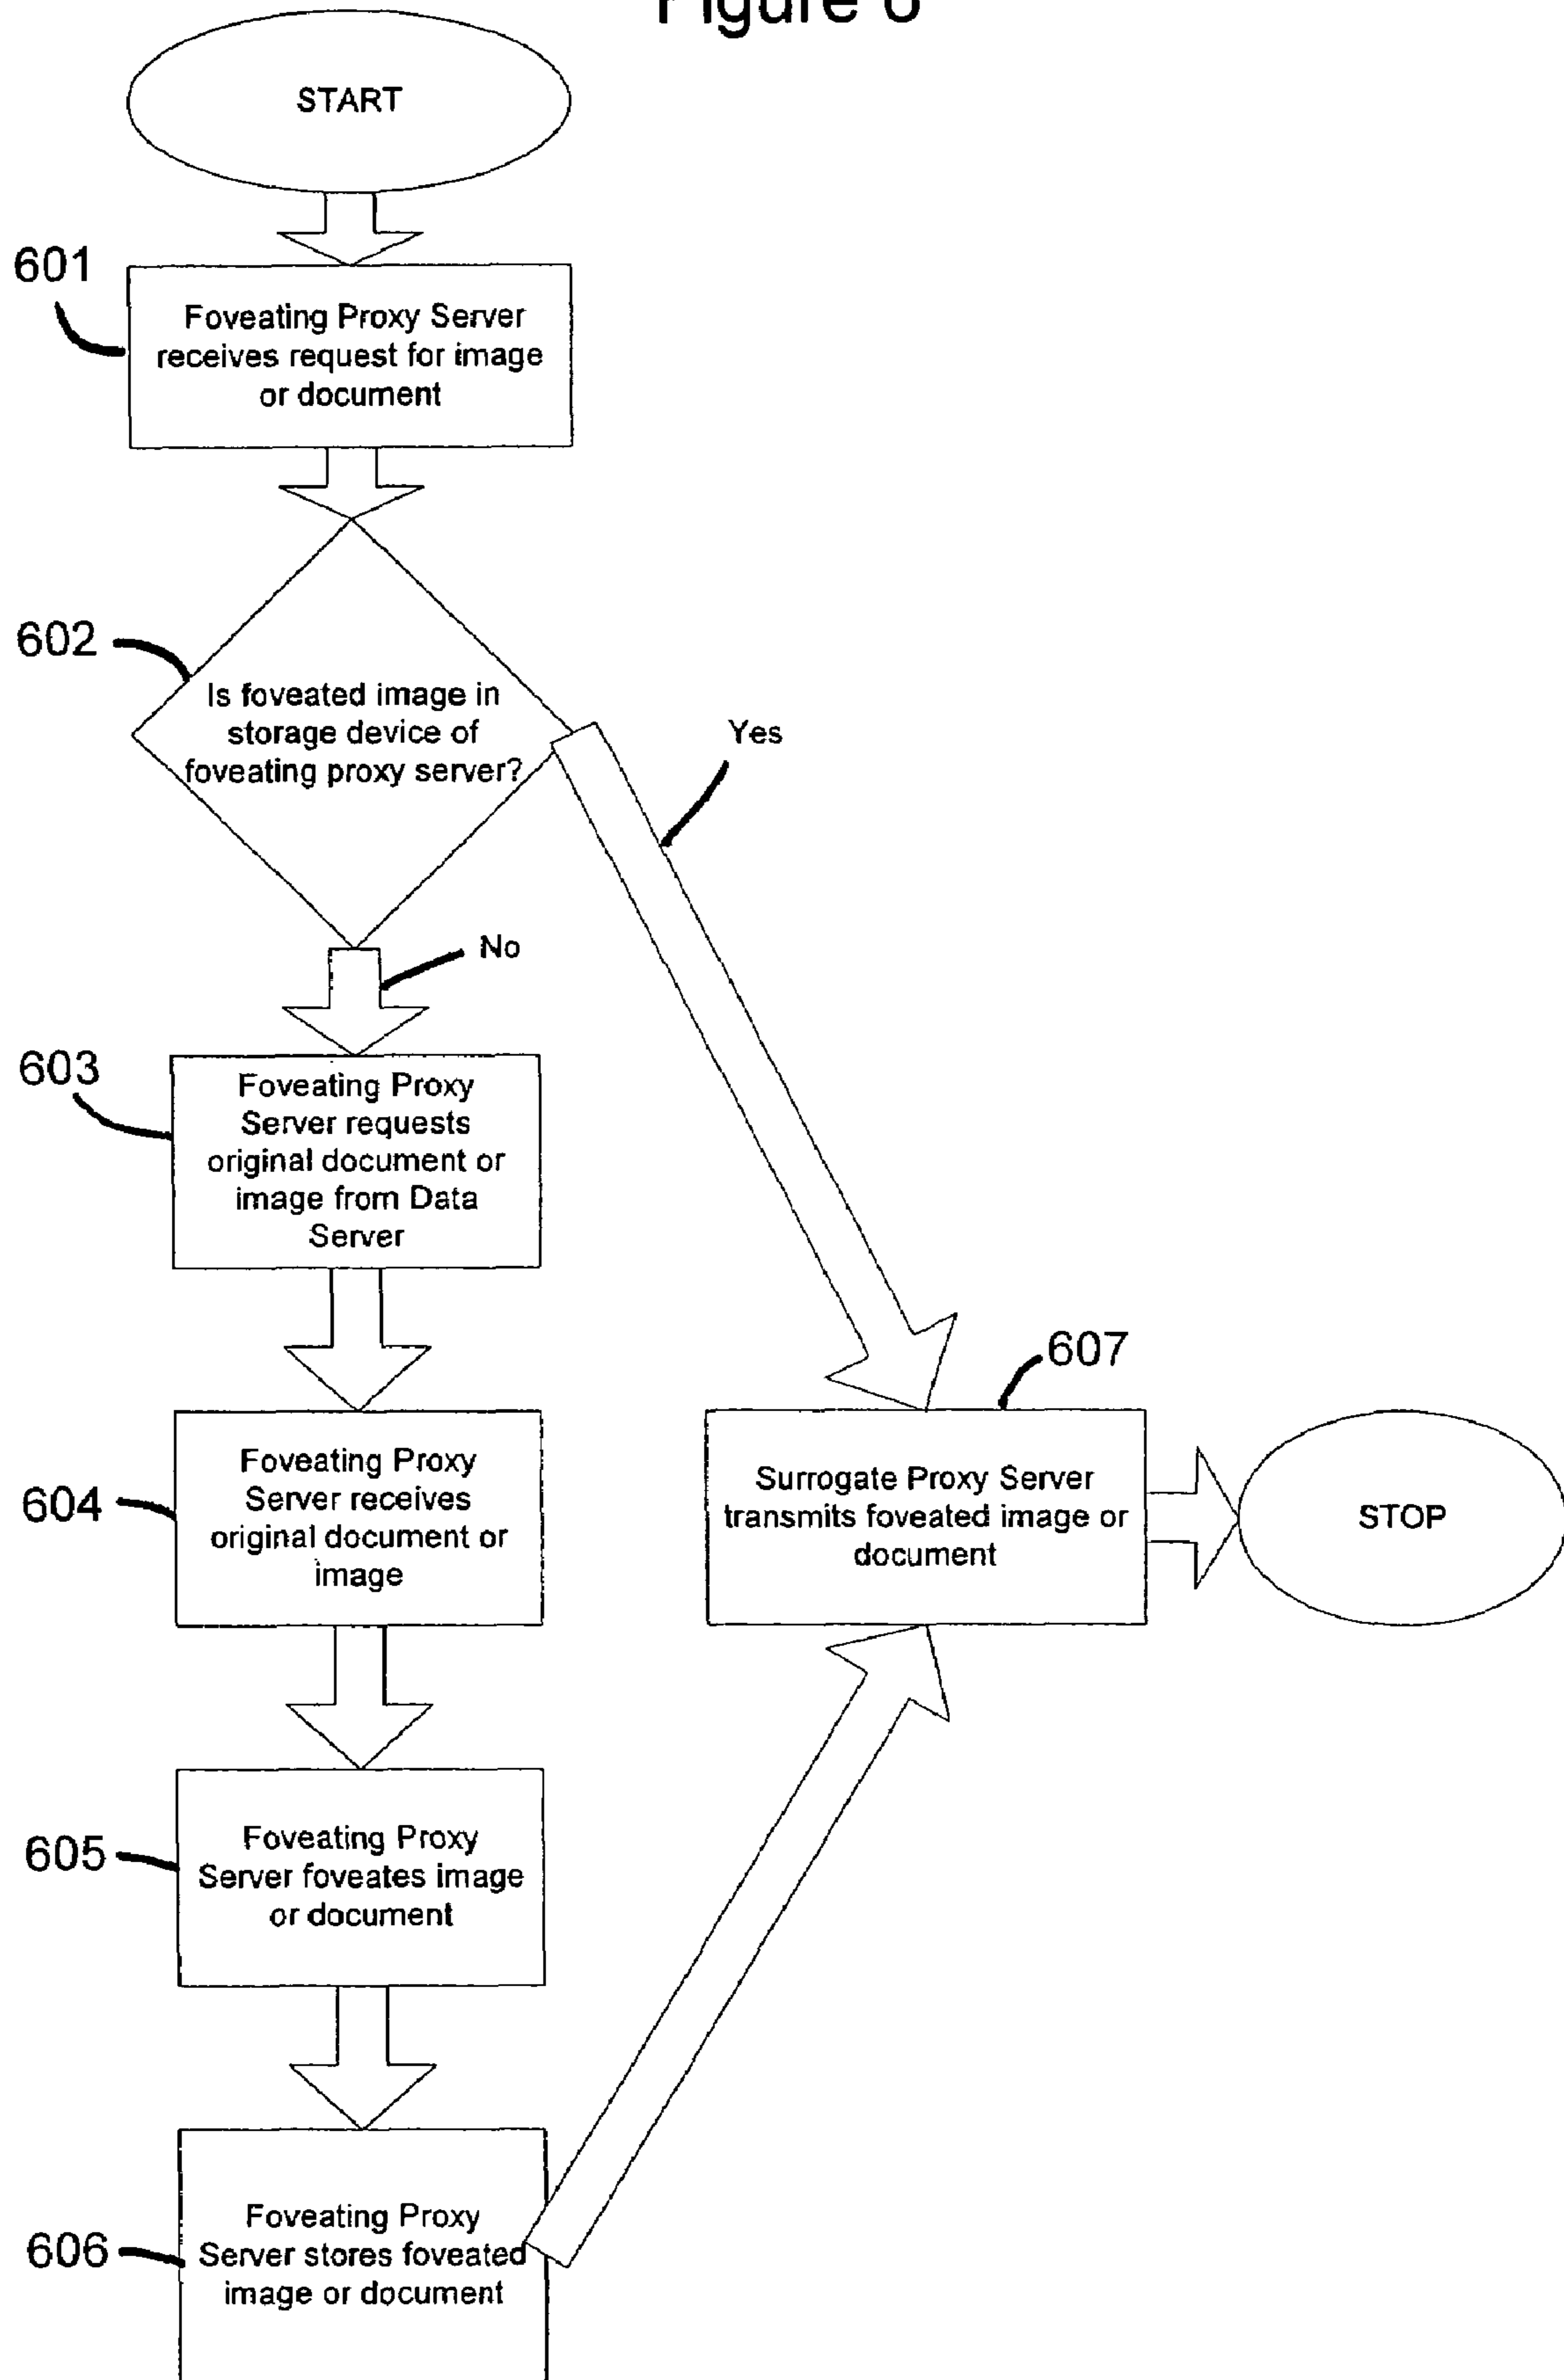 Figure 6
START
601
Foveating Proxy Server
receives request for image
or document
602
Is foveated image in
storage device of
foveating proxy server?
Yes
No
603
Foveating Proxy
Server requests
original document or
image from Data
Server
604
Foveating Proxy
Server receives
original document or
image
607
Surrogate Proxy Server
transmits foveated image or
document
STOP
605
Foveating Proxy
Server foveates image
or document
606
Foveating Proxy
Server stores foveated
image or document